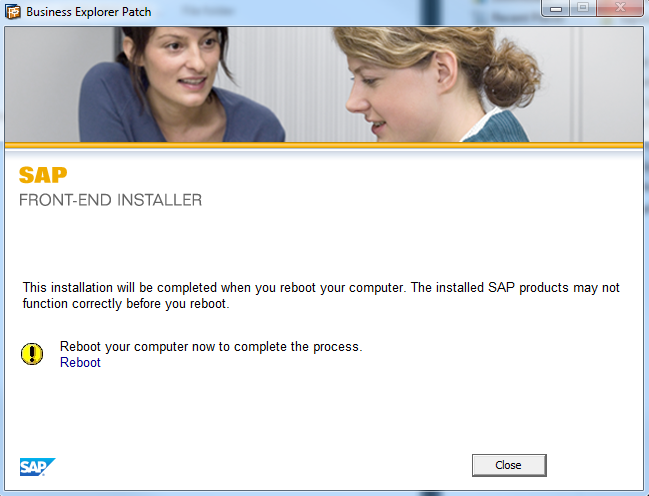 Business Explorer Patch
SAP
FRONT-END INSTALLER
This installation will be completed when you reboot your computer. The installed SAP products may not
function correctly before you reboot.
Reboot your computer now to complete the process.
Reboot
SAP
Close